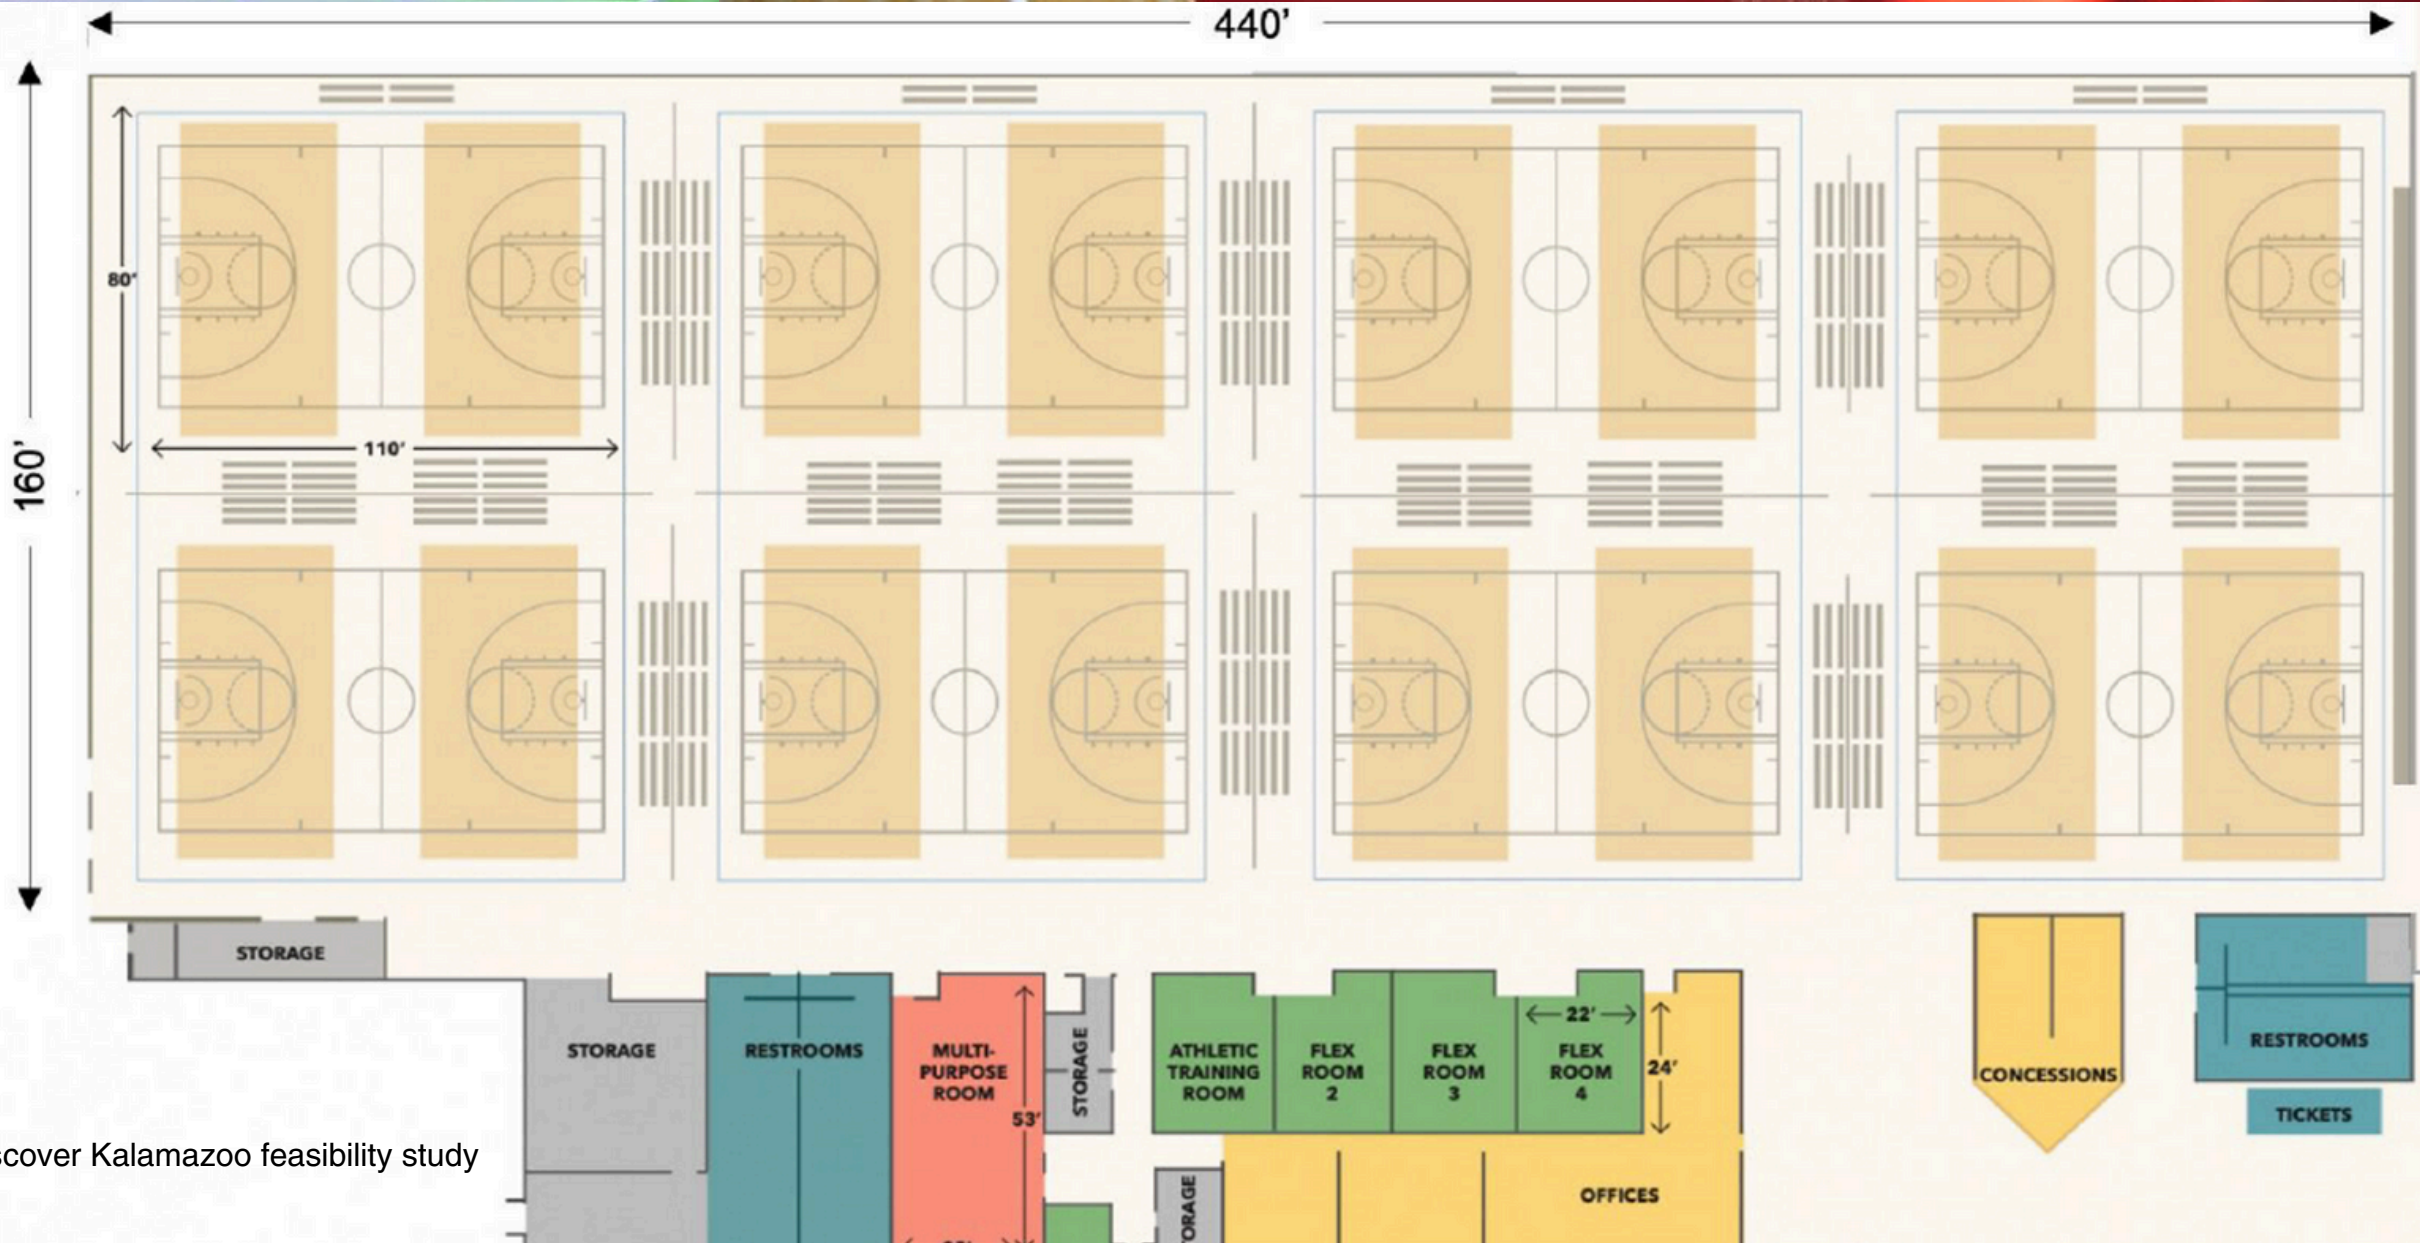 440'
160'
80'
110'
STORAGE
STORAGE
RESTROOMS
MULTI-
PURPOSE
ROOM
53'
STORAGE
ATHLETIC
TRAINING
ROOM
FLEX
ROOM
2
FLEX
ROOM
3
FLEX
ROOM
4
22'
24'
CONCESSIONS
RESTROOMS
TICKETS
Kalamazoo feasibility study
OFFICES